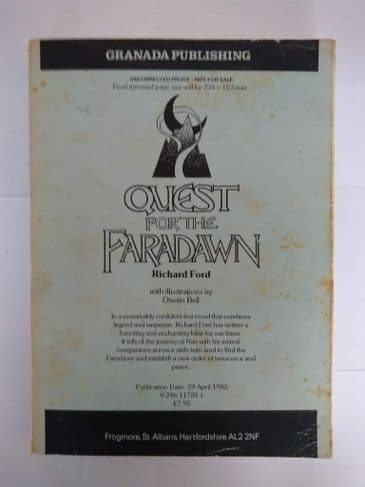 GRANADA PUBLISHING
UNCORRECTED PROOF - NOT FOR SALE
Final trimmed page size will be 234 × 153 mm
QUEST
FOR THE
FARADAWN
Richard Ford
with illustrations by
Owain Bell
In a remarkably confident first novel that combines
legend and suspense, Richard Ford has written a
haunting and enchanting bible for our times.
It tells of the journey of Nab with his animal
companions across a strife-torn land to find the
Faradawn and establish a new order of innocence and
peace.
Publication Date: 29 April 1982
0 246 11728 1
£7.95
Frogmore, St. Albans, Hertfordshire AL2 2NF